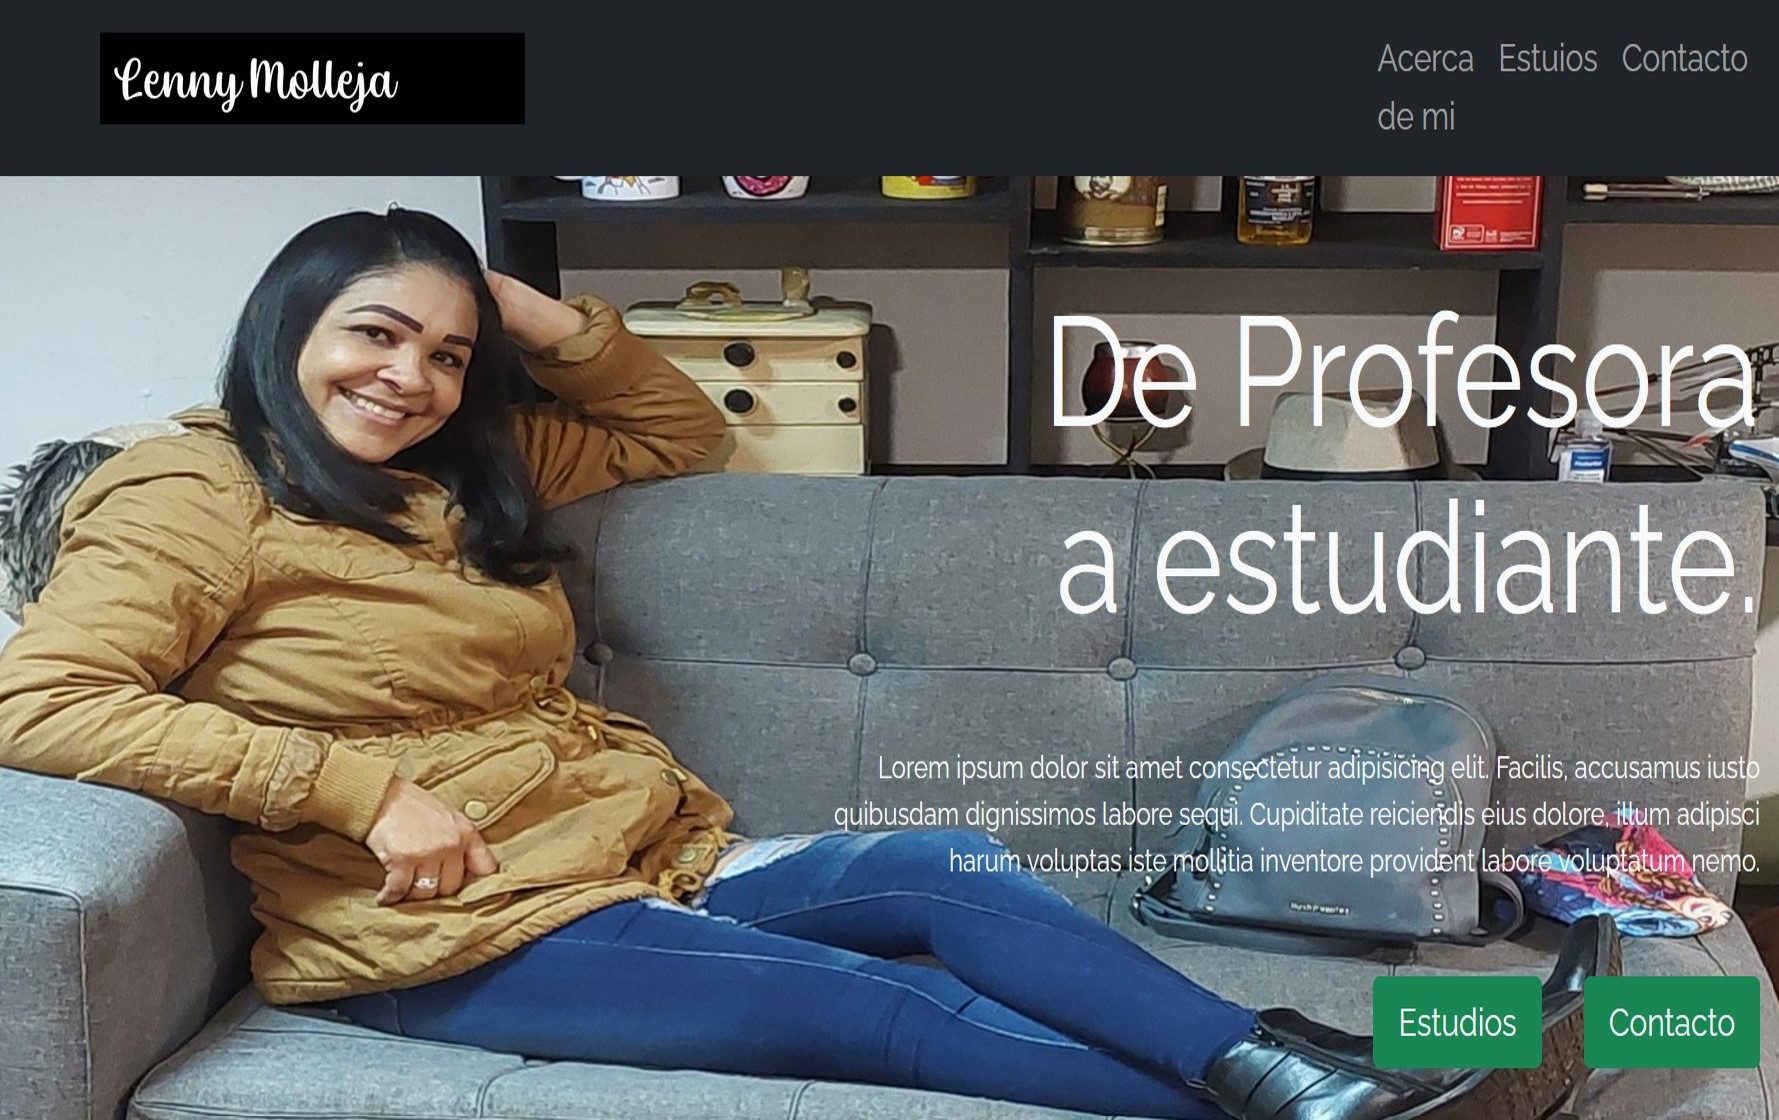 Lenny Molleja
Acerca de mi
Estuios
Contacto
De Profesora
a estudiante.
Lorem ipsum dolor sit amet consectetur adipisicing elit. Facilis, accusamus iusto
quibusdam dignissimos labore sequi. Cupiditate reiciendis eius dolore, illum adipisci
harum voluptas iste mollitia inventore provident labore voluptatum nemo.
Estudios
Contacto